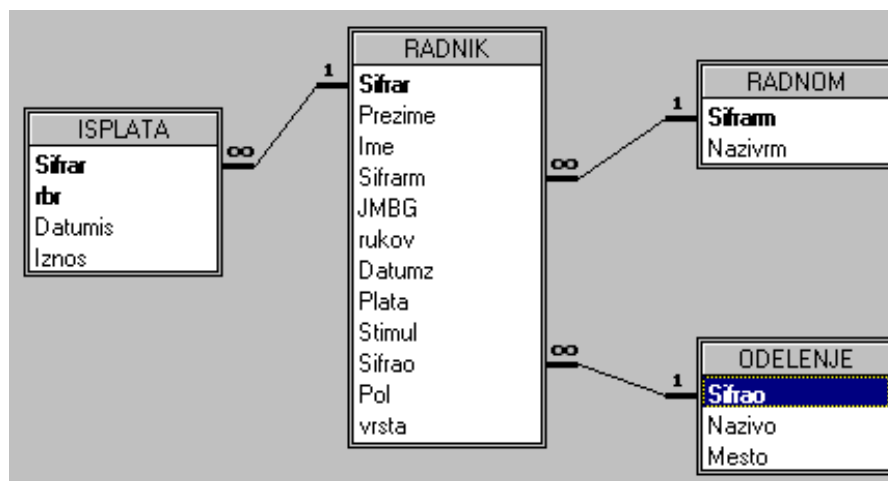 ISPLATA
Sifrar
rbr
Datumis
Iznos
∞
1
RADNIK
Sifrar
Prezime
Ime
Sifrarm
JMBG
rukov
Datumz
Plata
Stimul
Sifrao
Pol
vrsta
∞
1
RADNOM
Sifrarm
Nazivrm
∞
1
ODELENJE
Sifrao
Nazivo
Mesto